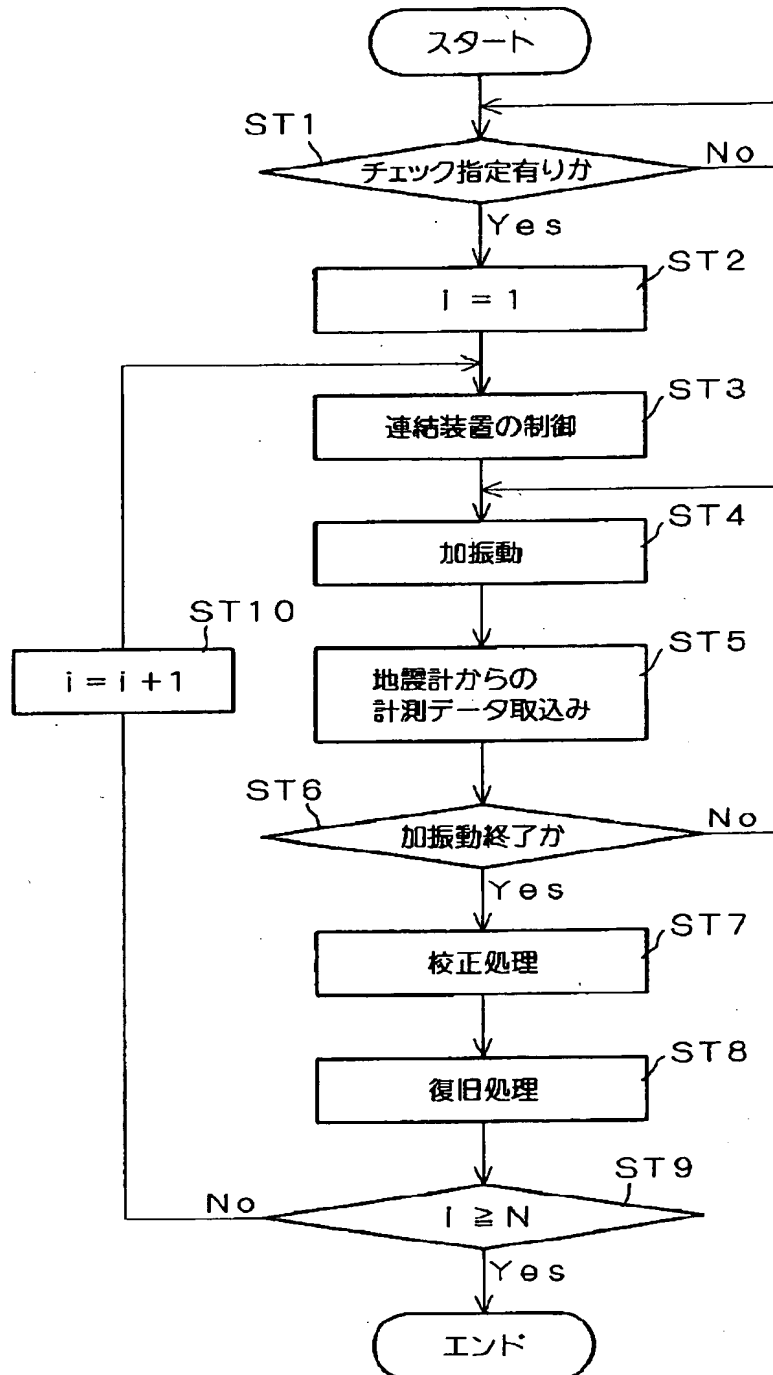 スタート
ST1
チェック指定有りか
No
Yes
ST2
i = 1
ST3
連結装置の制御
ST4
加振動
ST10
i = i + 1
ST5
地震計からの
計測データ取込み
ST6
加振動終了か
No
Yes
ST7
校正処理
ST8
復旧処理
ST9
i ≧ N
No
Yes
エンド